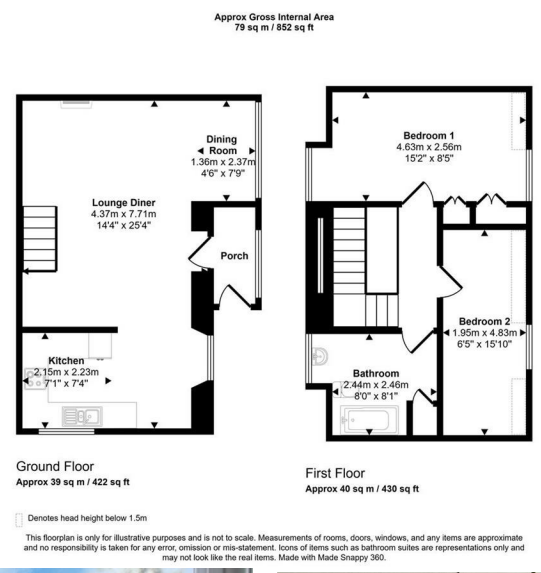 Approx Gross Internal Area
79 sq m / 852 sq ft
Dining
Room
1.36m x 2.37m
4'6" x 7'9"
Lounge Diner
4.37m x 7.71m
14'4" x 25'4"
Porch
Kitchen
2.15m x 2.23m
7'1" x 7'4"
Ground Floor
Approx 39 sq m / 422 sq ft
Bedroom 1
4.63m x 2.56m
15'2" x 8'5"
Bedroom 2
1.95m x 4.83m
6'5" x 15'10"
Bathroom
2.44m x 2.46m
8'0" x 8'1"
First Floor
Approx 40 sq m / 430 sq ft
Denotes head height below 1.5m
This floorplan is only for illustrative purposes and is not to scale. Measurements of rooms, doors, windows, and any items are approximate
and no responsibility is taken for any error, omission or mis-statement. Icons of items such as bathroom suites are representations only and
may not look like the real items. Made with Made Snappy 360.